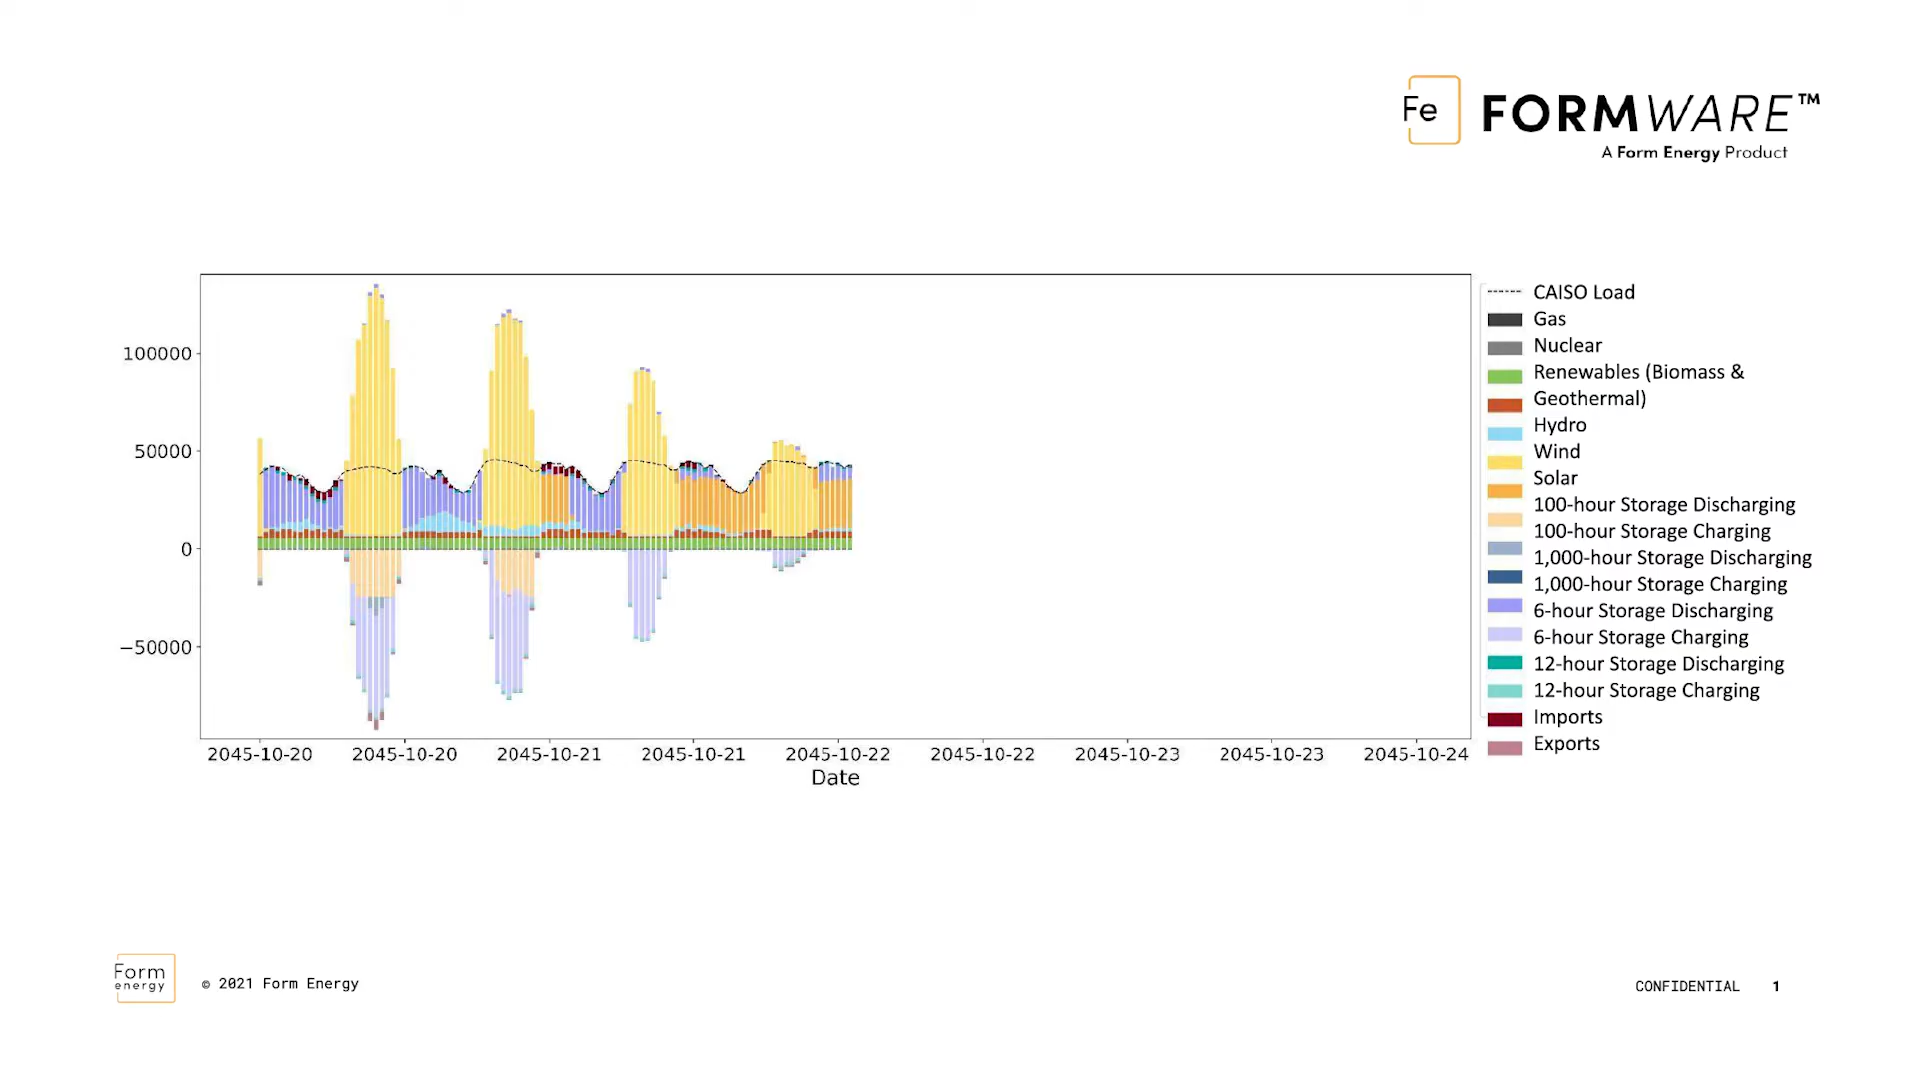 Fe FORMWARE™
A Form Energy Product
100000
50000
0
−50000
2045-10-20 2045-10-20 2045-10-21 2045-10-21 2045-10-22 2045-10-22 2045-10-23 2045-10-23 2045-10-24
Date
CAISO Load
Gas
Nuclear
Renewables (Biomass &
Geothermal)
Hydro
Wind
Solar
100-hour Storage Discharging
100-hour Storage Charging
1,000-hour Storage Discharging
1,000-hour Storage Charging
6-hour Storage Discharging
6-hour Storage Charging
12-hour Storage Discharging
12-hour Storage Charging
Imports
Exports
Form
energy
© 2021 Form Energy
CONFIDENTIAL 1